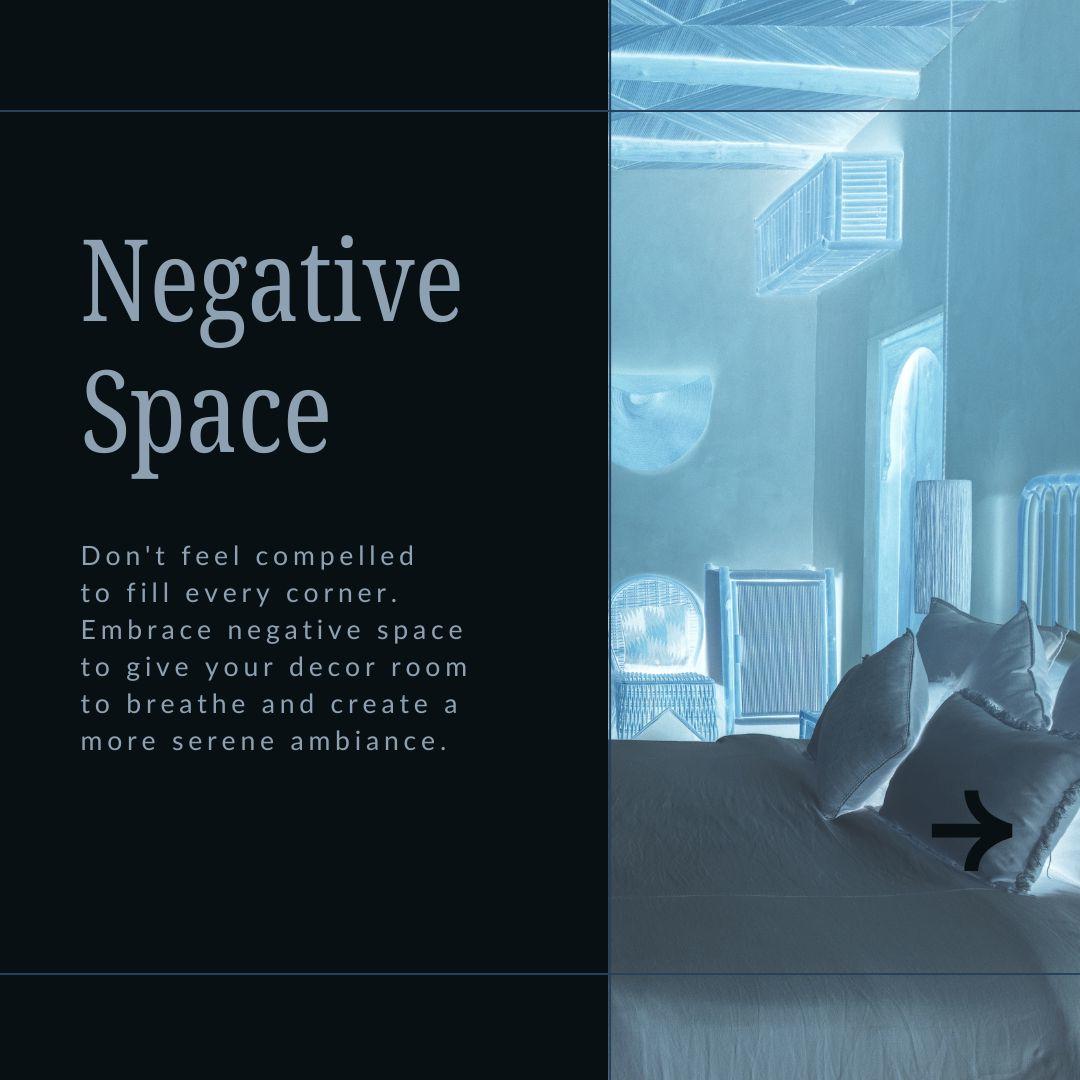 Negative
Space
Don't feel compelled
to fill every corner.
Embrace negative space
to give your decor room
to breathe and create a
more serene ambiance.